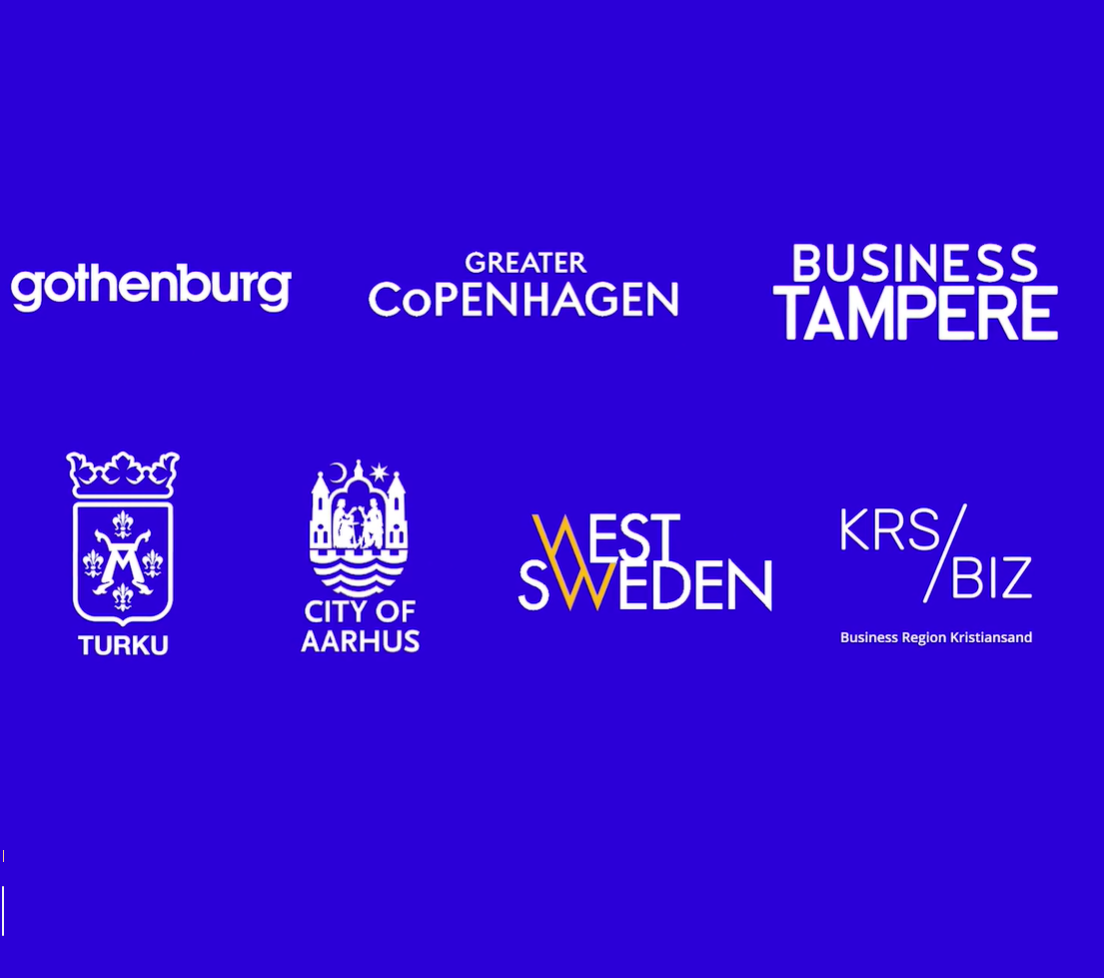 gothenburg
GREATER
CoPENHAGEN
BUSINESS
TAMPERE
TURKU
CITY OF
AARHUS
WEST
SWEDEN
KRS/
BIZ
Business Region Kristiansand